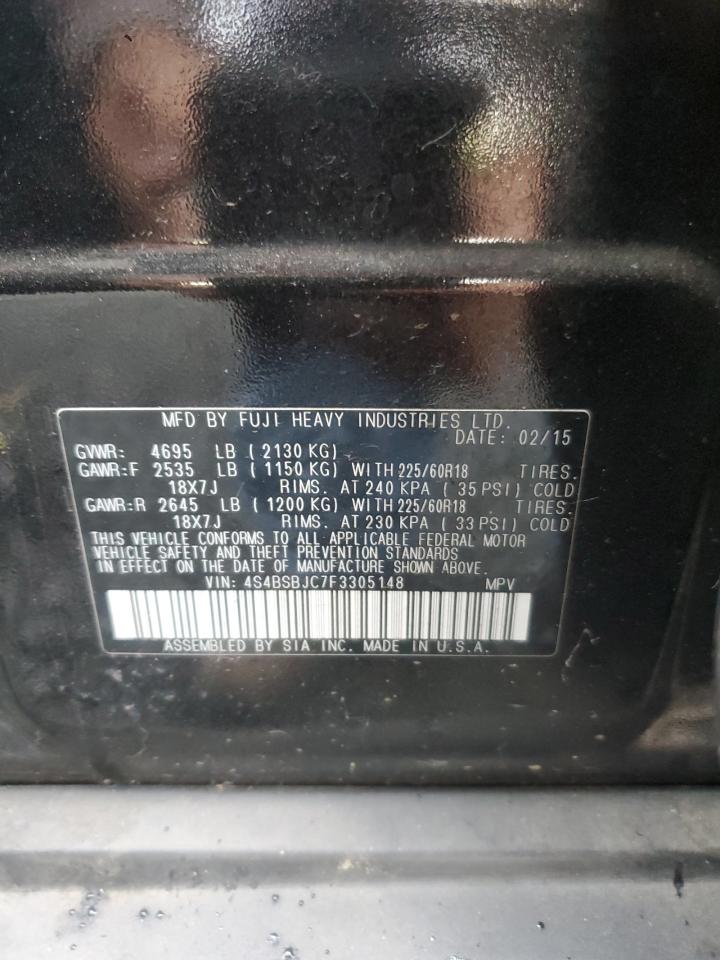 MFD BY FUJI HEAVY INDUSTRIES LTD.
DATE: 02/15
GVWR: 4695 LB ( 2130 KG)
GAWR:F 2535 LB ( 1150 KG) WITH 225/60R18 TIRES.
18X7J RIMS. AT 240 KPA ( 35 PSI) COLD
GAWR:R 2645 LB ( 1200 KG) WITH 225/60R18 TIRES.
18X7J RIMS. AT 230 KPA ( 33 PSI) COLD
THIS VEHICLE CONFORMS TO ALL APPLICABLE FEDERAL MOTOR
VEHICLE SAFETY AND THEFT PREVENTION STANDARDS
IN EFFECT ON THE DATE OF MANUFACTURE SHOWN ABOVE.
VIN: 4S4BSBJC7F3305148 MPV
ASSEMBLED BY SIA INC. MADE IN U.S.A.